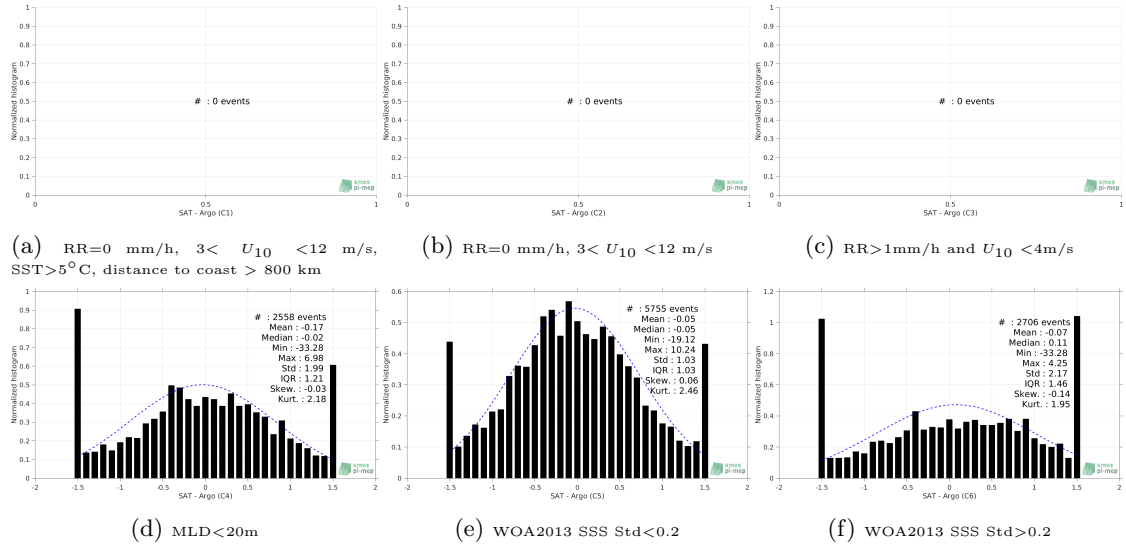 1
0.9
0.8
0.7
0.6
0.5
0.4
0.3
0.2
0.1
0
Normalized histogram
# : 0 events
smos
pi-mep
0 0.5 1
SAT - Argo (C1)
(a) RR=0 mm/h, 3< U10 <12 m/s,
SST>5°C, distance to coast > 800 km
1
0.9
0.8
0.7
0.6
0.5
0.4
0.3
0.2
0.1
0
Normalized histogram
# : 0 events
smos
pi-mep
0 0.5 1
SAT - Argo (C2)
(b) RR=0 mm/h, 3< U10 <12 m/s
1
0.9
0.8
0.7
0.6
0.5
0.4
0.3
0.2
0.1
0
Normalized histogram
# : 0 events
smos
pi-mep
0 0.5 1
SAT - Argo (C3)
(c) RR>1mm/h and U10 <4m/s
1
0.9
0.8
0.7
0.6
0.5
0.4
0.3
0.2
0.1
0
Normalized histogram
# : 2558 events
Mean : -0.17
Median : -0.02
Min : -33.28
Max : 6.98
Std : 1.99
IQR : 1.21
Skew. : -0.03
Kurt. : 2.18
smos
pi-mep
-2 -1.5 -1 -0.5 0 0.5 1 1.5 2
SAT - Argo (C4)
(d) MLD<20m
0.6
0.5
0.4
0.3
0.2
0.1
0
Normalized histogram
# : 5755 events
Mean : -0.05
Median : -0.05
Min : -19.12
Max : 10.24
Std : 1.03
IQR : 1.03
Skew. : 0.06
Kurt. : 2.46
smos
pi-mep
-2 -1.5 -1 -0.5 0 0.5 1 1.5 2
SAT - Argo (C5)
(e) WOA2013 SSS Std<0.2
1.2
1
0.8
0.6
0.4
0.2
0
Normalized histogram
# : 2706 events
Mean : -0.07
Median : 0.11
Min : -33.28
Max : 4.25
Std : 2.17
IQR : 1.46
Skew. : -0.14
Kurt. : 1.95
smos
pi-mep
-2 -1.5 -1 -0.5 0 0.5 1 1.5 2
SAT - Argo (C6)
(f) WOA2013 SSS Std>0.2